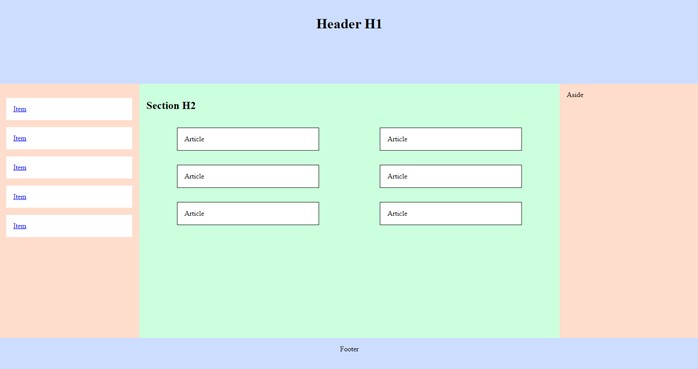 Header H1
Item
Item
Item
Item
Item
Section H2
Article
Article
Article
Article
Article
Article
Aside
Footer